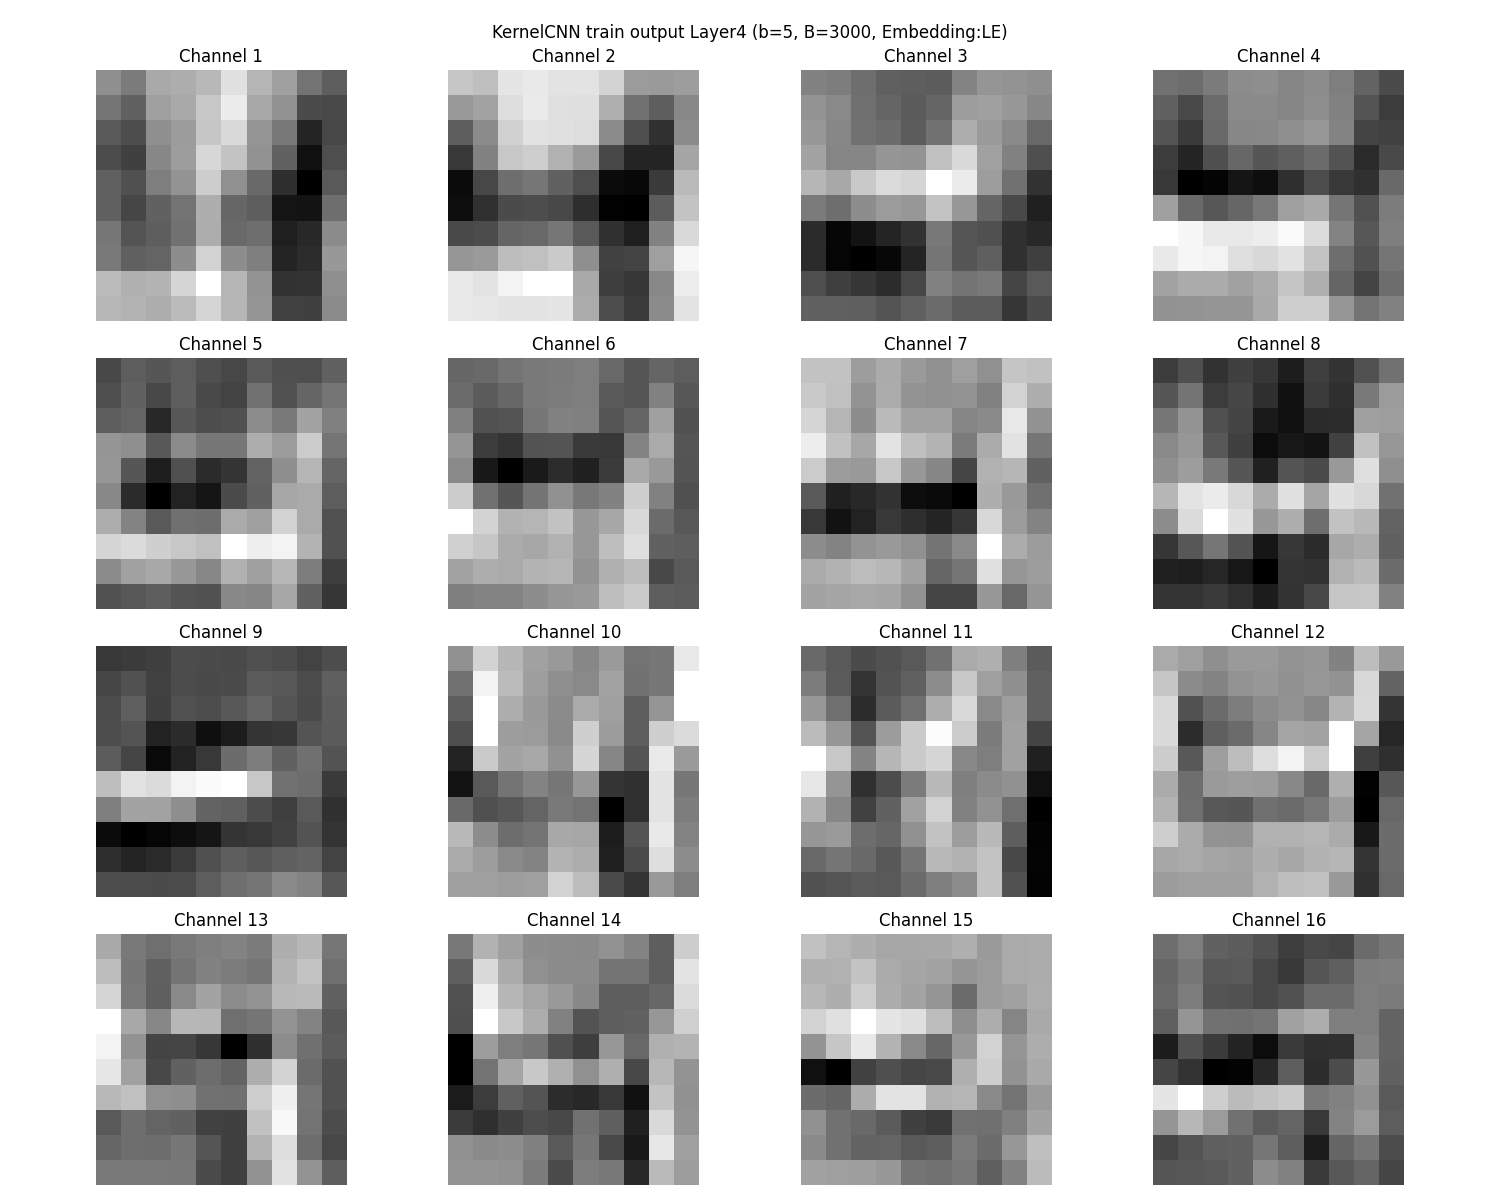 KernelCNN train output Layer4 (b=5, B=3000, Embedding:LE)
Channel 1
Channel 2
Channel 3
Channel 4
Channel 5
Channel 6
Channel 7
Channel 8
Channel 9
Channel 10
Channel 11
Channel 12
Channel 13
Channel 14
Channel 15
Channel 16